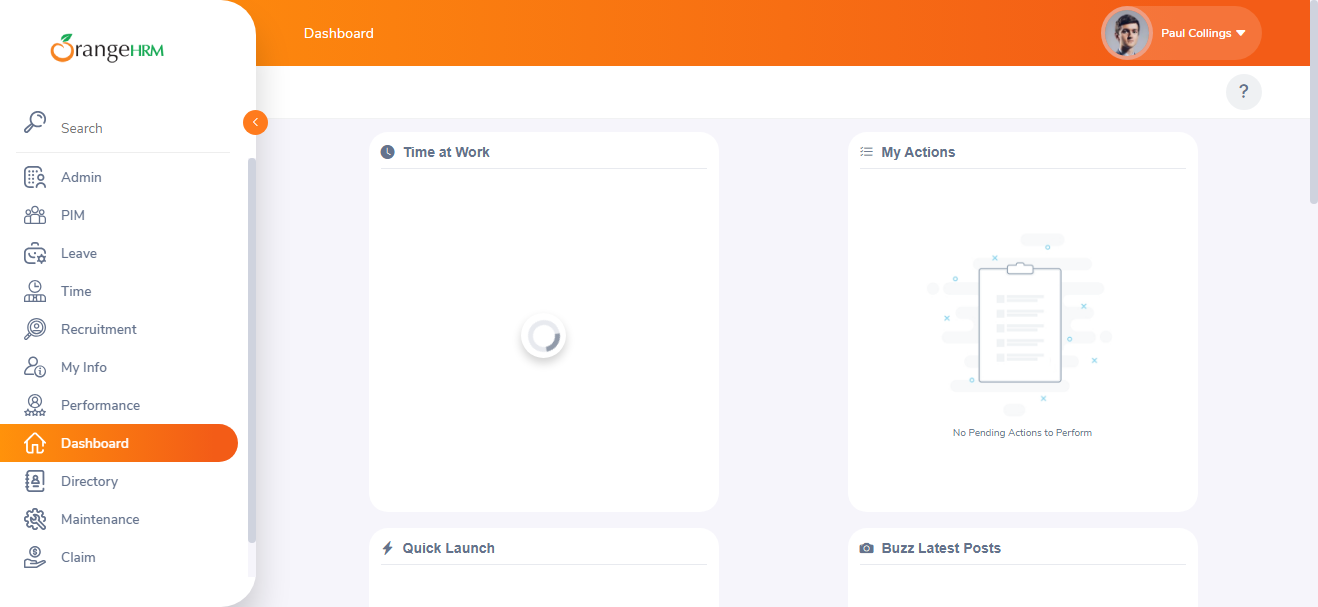 OrangeHRM
Dashboard
Paul Collings
?
Search
Admin
PIM
Leave
Time
Recruitment
My Info
Performance
Dashboard
Directory
Maintenance
Claim
Time at Work
My Actions
No Pending Actions to Perform
Quick Launch
Buzz Latest Posts